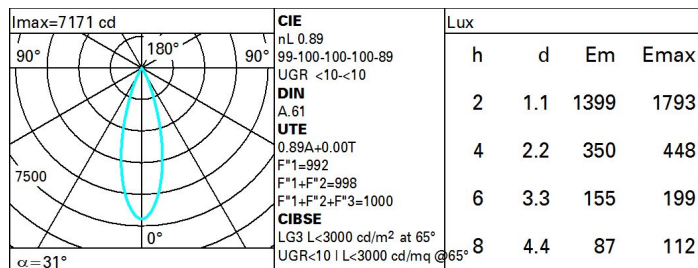 Imax=7171 cd
90° 180° 90°
7500
0°
α=31°
CIE
nL 0.89
99-100-100-100-89
UGR <10-<10
DIN
A.61
UTE
0.89A+0.00T
F"1=992
F"1+F"2=998
F"1+F"2+F"3=1000
CIBSE
LG3 L<3000 cd/m² at 65°
UGR<10 | L<3000 cd/mq @65°
Lux
h d Em Emax
2 1.1 1399 1793
4 2.2 350 448
6 3.3 155 199
8 4.4 87 112